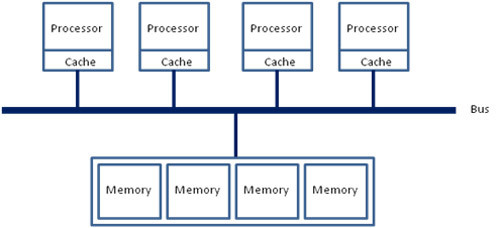 Processor Processor Processor Processor
Cache Cache Cache Cache
Bus
Memory Memory Memory Memory